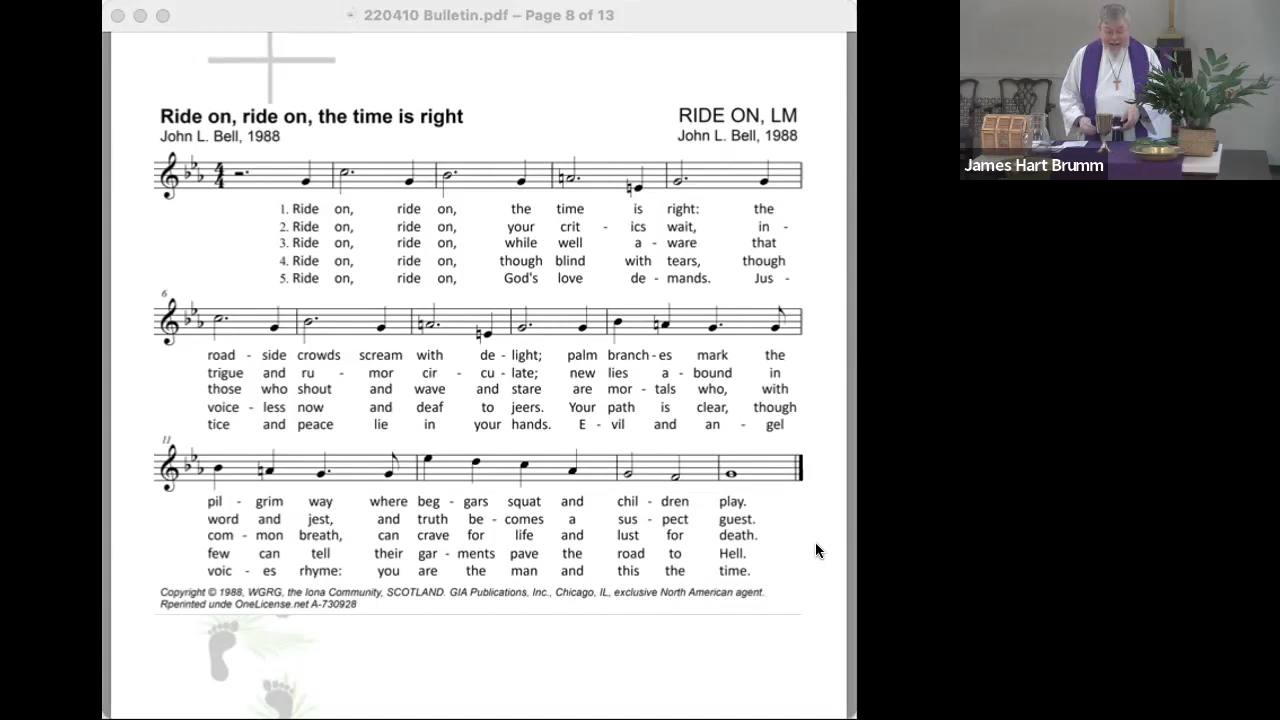 220410 Bulletin.pdf – Page 8 of 13
James Hart Brumm
Ride on, ride on, the time is right RIDE ON, LM
John L. Bell, 1988 John L. Bell, 1988
4
4
1. Ride on, ride on, the time is right: the
2. Ride on, ride on, your crit - ics wait, in -
3. Ride on, ride on, while well a - ware that
4. Ride on, ride on, though blind with tears, though
5. Ride on, ride on, God's love de - mands. Jus -
6
road - side crowds scream with de - light; palm branch - es mark the
trigue and ru - mor cir - cu - late; new lies a - bound in
those who shout and wave and stare are mor - tals who, with
voice - less now and deaf to jeers. Your path is clear, though
tice and peace lie in your hands. E - vil and an - gel
11
pil - grim way where beg - gars squat and chil - dren play.
word and jest, and truth be - comes a sus - pect guest.
com - mon breath, can crave for life and lust for death.
few can tell their gar - ments pave the road to Hell.
voic - es rhyme: you are the man and this the time.
Copyright © 1988, WGRG, the Iona Community, SCOTLAND. GIA Publications, Inc., Chicago, IL, exclusive North American agent.
Rperinted unde OneLicense.net A-730928